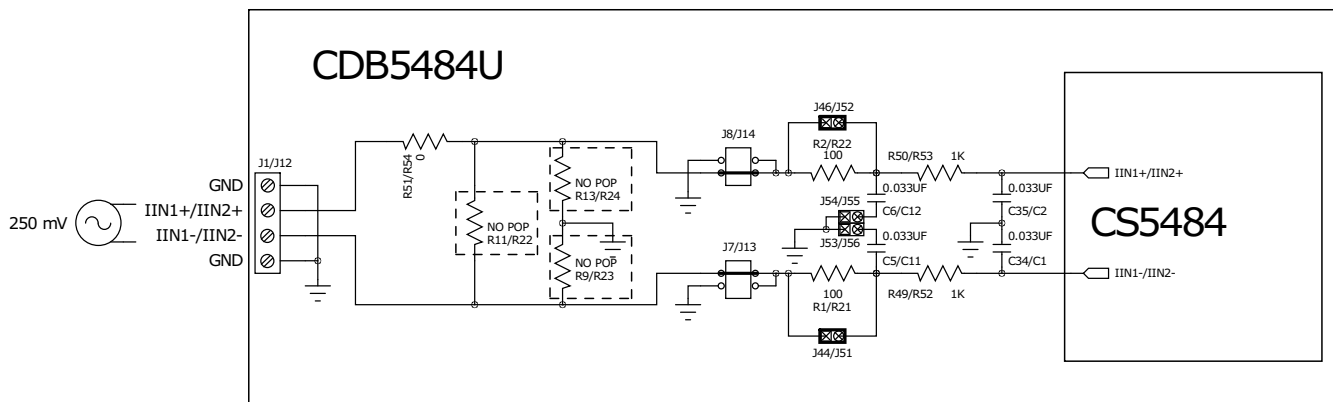 CDB5484U
J1/J12
GND
IIN1+/IIN2+
IIN1-/IIN2-
GND
250 mV
R51/R54
0
NO POP
R11/R22
NO POP
R13/R24
NO POP
R9/R23
J8/J14
J7/J13
J46/J52
R2/R22
100
J54/J55
J53/J56
0.033UF
C6/C12
0.033UF
C5/C11
100
R1/R21
J44/J51
R50/R53
1K
R49/R52
1K
0.033UF
C35/C2
0.033UF
C34/C1
IIN1+/IIN2+
CS5484
IIN1-/IIN2-